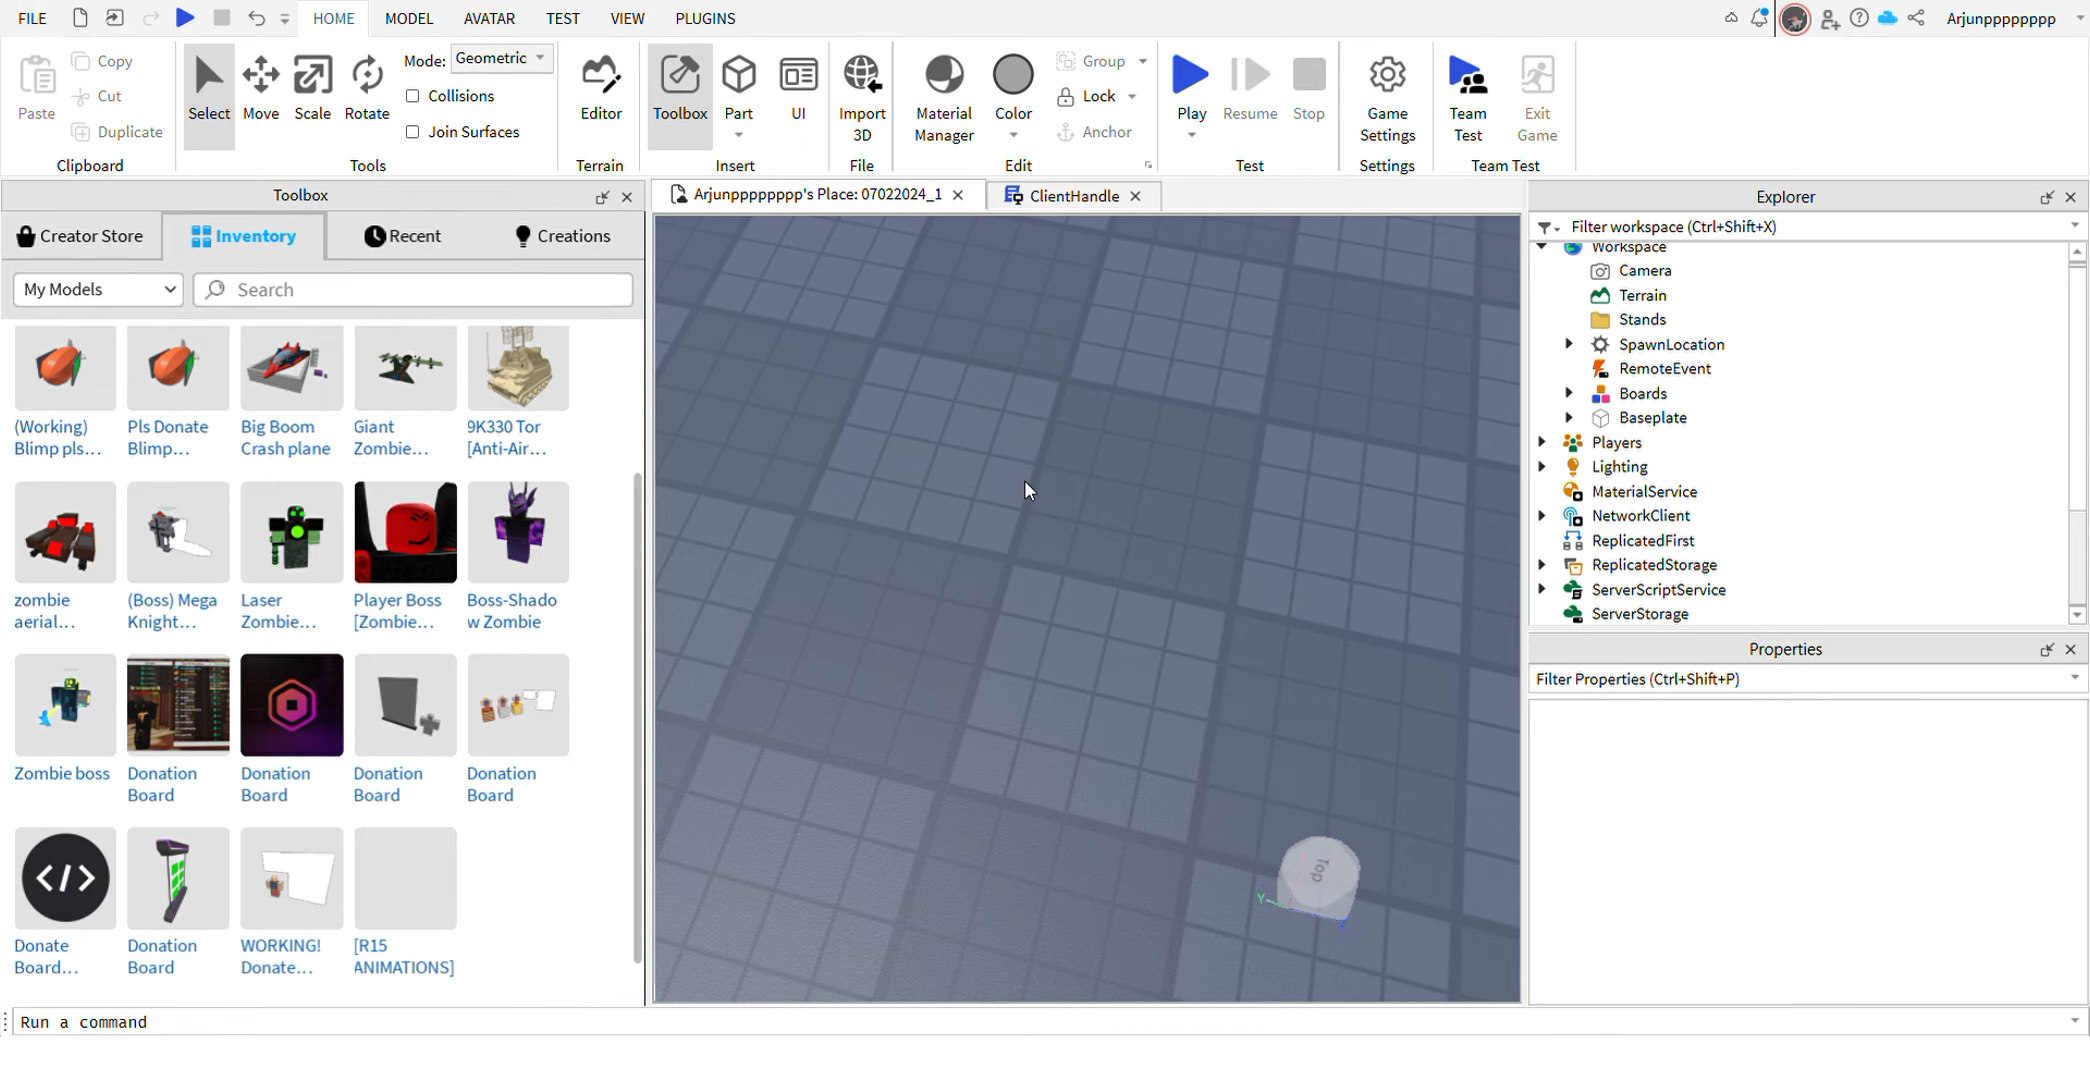 FILE HOME MODEL AVATAR TEST VIEW PLUGINS Arjunpppppppp
Paste
Copy
Cut
Duplicate
Clipboard
Select Move Scale Rotate
Mode: Geometric
Collisions
Join Surfaces
Tools
Editor
Terrain
Toolbox Part UI
Insert
Import
3D
File
Material
Manager
Color
Group
Lock
Anchor
Edit
Play Resume Stop
Test
Game
Settings
Settings
Team
Test
Exit
Game
Team Test
Toolbox
Creator Store Inventory Recent Creations
My Models Search
(Working)
Blimp pls...
Pls Donate
Blimp...
Big Boom
Crash plane
Giant
Zombie...
9K330 Tor
[Anti-Air...
zombie
aerial...
(Boss) Mega
Knight...
Laser
Zombie...
Player Boss
[Zombie...
Boss-Shado
w Zombie
Zombie boss
Donation
Board
Donation
Board
Donation
Board
Donation
Board
Donate
Board...
Donation
Board
WORKING!
Donate...
[R15
ANIMATIONS]
Arjunpppppppp's Place: 07022024_1
ClientHandle
Top
Y
Z
Explorer
Filter workspace (Ctrl+Shift+X)
Workspace
Camera
Terrain
Stands
SpawnLocation
RemoteEvent
Boards
Baseplate
Players
Lighting
MaterialService
NetworkClient
ReplicatedFirst
ReplicatedStorage
ServerScriptService
ServerStorage
Properties
Filter Properties (Ctrl+Shift+P)
Run a command